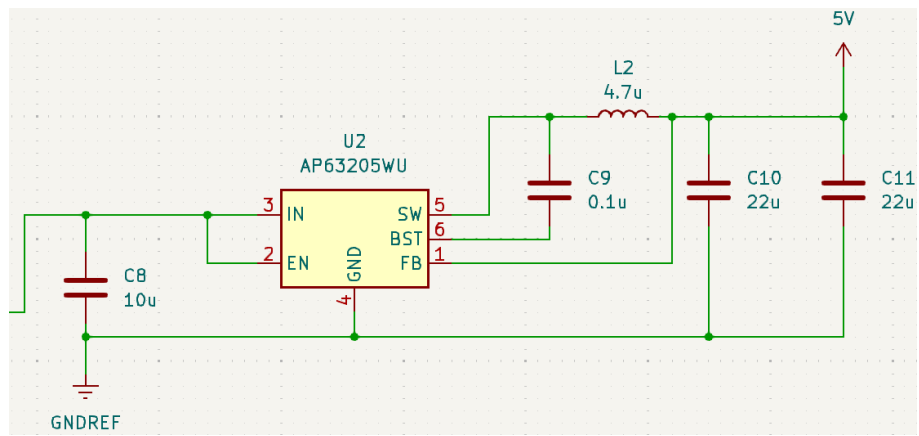 5V
L2
4.7u
U2
AP63205WU
3 IN
SW 5
C9
0.1u
C10
22u
C11
22u
BST 6
2 EN
FB 1
GND
4
C8
10u
GNDREF